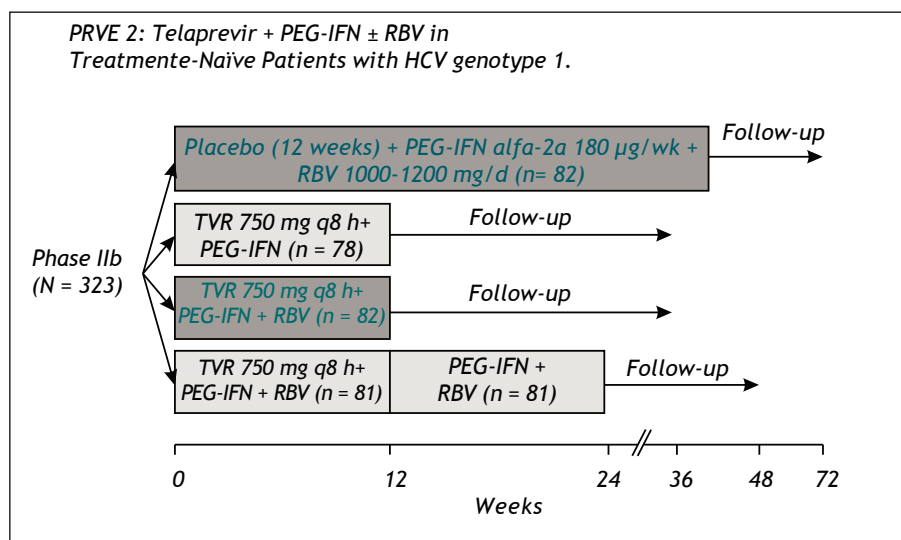 PRVE 2: Telaprevir + PEG-IFN ± RBV in
Treatmente-Naïve Patients with HCV genotype 1.
Follow-up
Placebo (12 weeks) + PEG-IFN alfa-2a 180 µg/wk +
RBV 1000-1200 mg/d (n= 82)
TVR 750 mg q8 h+
PEG-IFN (n = 78)
Follow-up
Phase IIb
(N = 323)
TVR 750 mg q8 h+
PEG-IFN + RBV (n = 82)
Follow-up
TVR 750 mg q8 h+
PEG-IFN + RBV (n = 81)
PEG-IFN +
RBV (n = 81)
Follow-up
0 12 24 36 48 72
Weeks